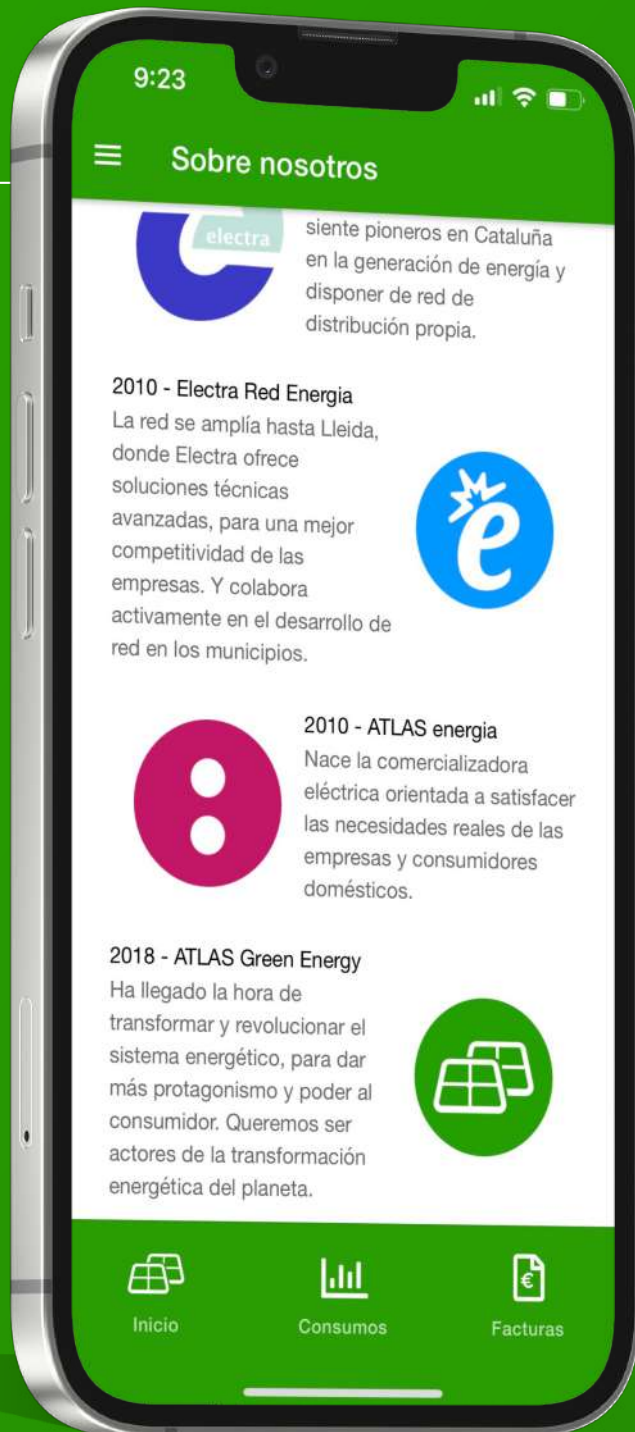 9:23
Sobre nosotros
electra
siente pioneros en Cataluña
en la generación de energía y
disponer de red de
distribución propia.
2010 - Electra Red Energia
La red se amplía hasta Lleida,
donde Electra ofrece
soluciones técnicas
avanzadas, para una mejor
competitividad de las
empresas. Y colabora
activamente en el desarrollo de
red en los municipios.
e
2010 - ATLAS energia
Nace la comercializadora
eléctrica orientada a satisfacer
las necesidades reales de las
empresas y consumidores
domésticos.
2018 - ATLAS Green Energy
Ha llegado la hora de
transformar y revolucionar el
sistema energético, para dar
más protagonismo y poder al
consumidor. Queremos ser
actores de la transformación
energética del planeta.
Inicio
Consumos
€
Facturas